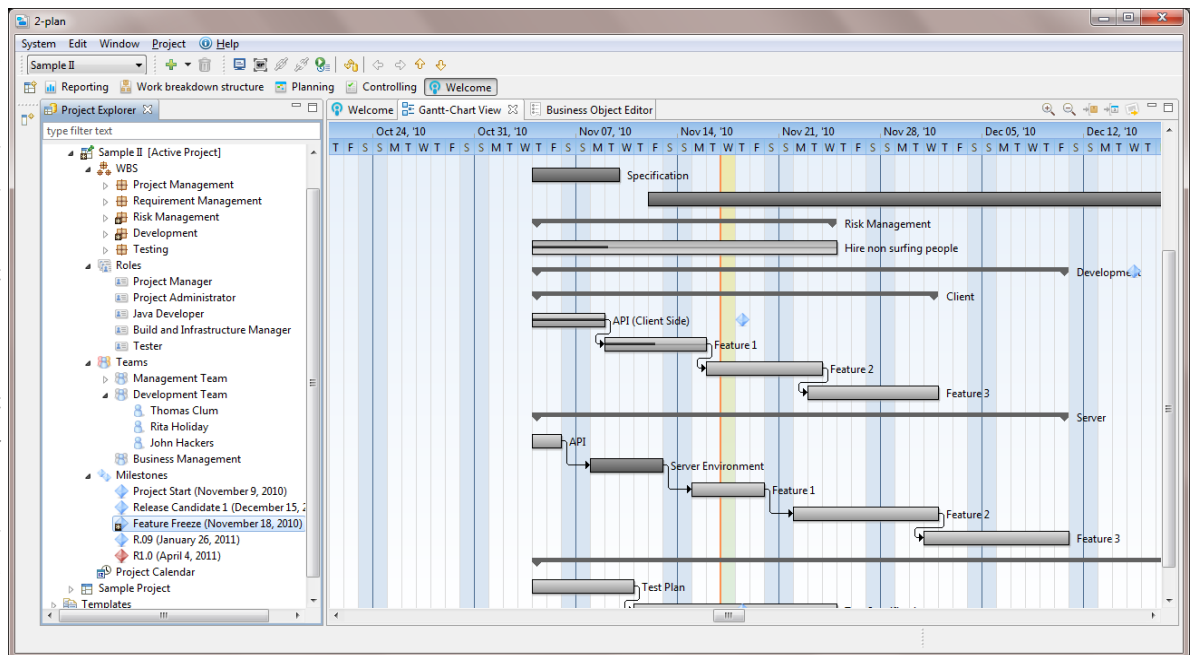 2-plan
System Edit Window Project Help
Sample II
Reporting Work breakdown structure Planning Controlling Welcome
Project Explorer
type filter text
Sample II [Active Project]
WBS
Project Management
Requirement Management
Risk Management
Development
Testing
Roles
Project Manager
Project Administrator
Java Developer
Build and Infrastructure Manager
Tester
Teams
Management Team
Development Team
Thomas Clum
Rita Holiday
John Hackers
Business Management
Milestones
Project Start (November 9, 2010)
Release Candidate 1 (December 15, 2
Feature Freeze (November 18, 2010)
R.09 (January 26, 2011)
R1.0 (April 4, 2011)
Project Calendar
Sample Project
Templates
Welcome Gantt-Chart View Business Object Editor
Oct 24, '10 Oct 31, '10 Nov 07, '10 Nov 14, '10 Nov 21, '10 Nov 28, '10 Dec 05, '10 Dec 12, '10
T F S S M T W T F S S M T W T F S S M T W T F S S M T W T F S S M T W T F S S M T W T F S S M T W T F S S M T W T
Specification
Risk Management
Hire non surfing people
Development
Client
API (Client Side)
Feature 1
Feature 2
Feature 3
Server
API
Server Environment
Feature 1
Feature 2
Feature 3
Test Plan